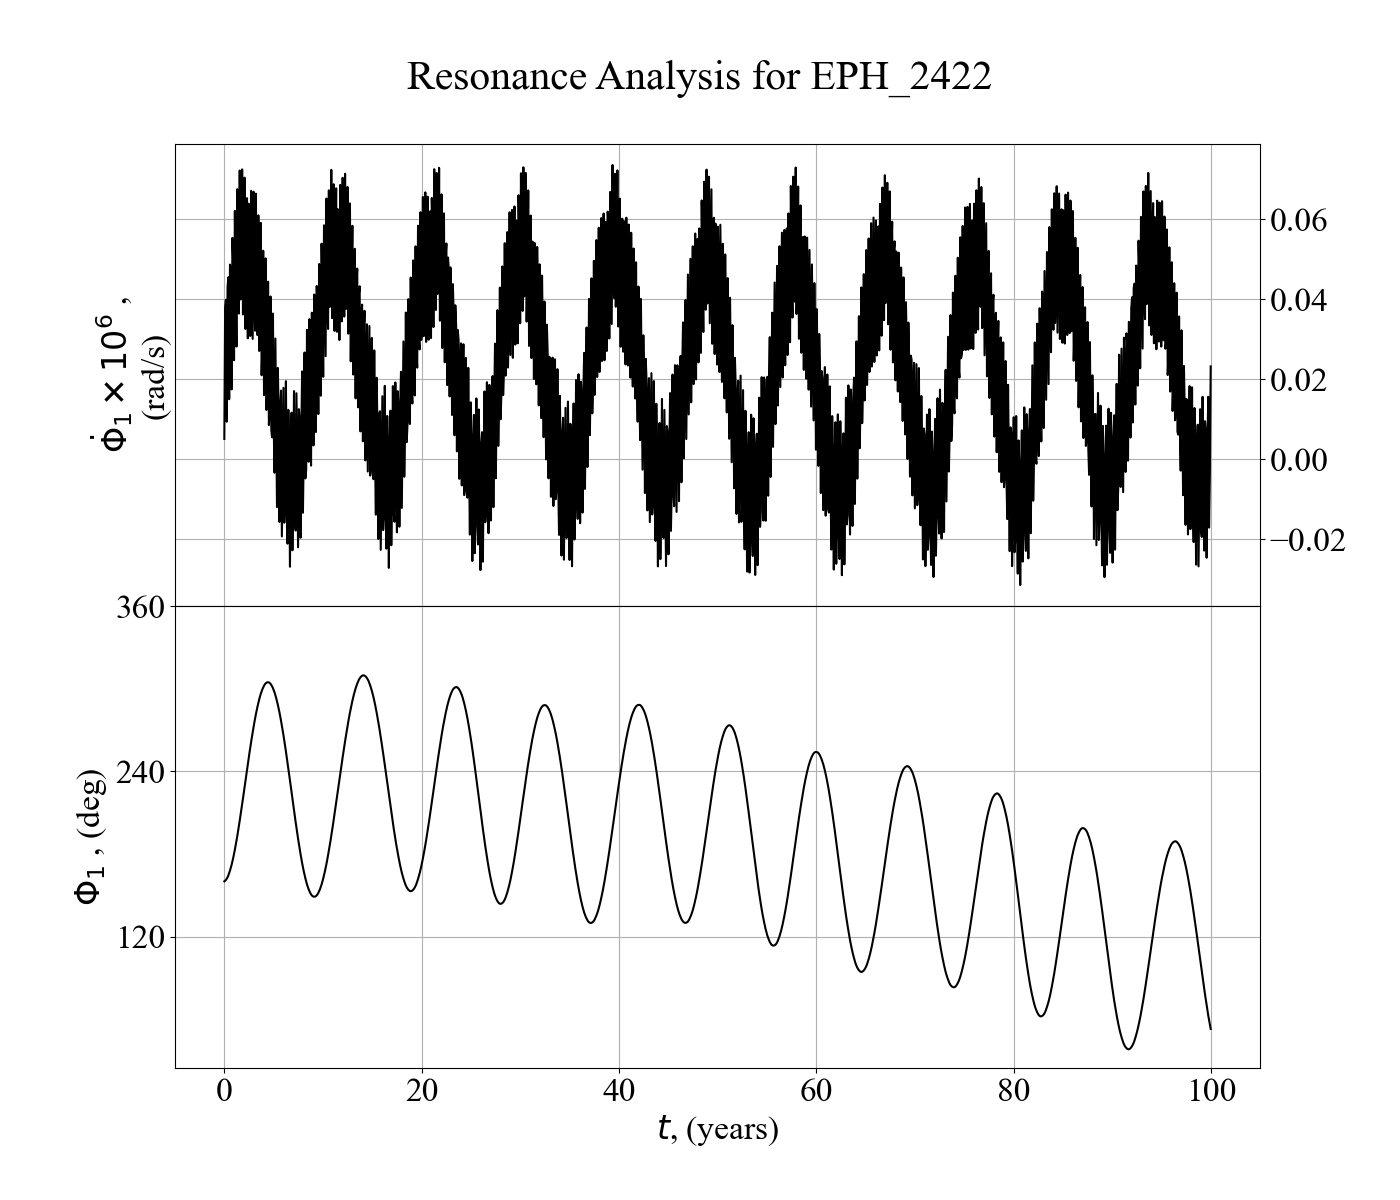 Resonance Analysis for EPH_2422
Φ̇₁ × 10⁶ ,
(rad/s)
0.06
0.04
0.02
0.00
−0.02
360
240
120
Φ₁ , (deg)
0 20 40 60 80 100
t, (years)